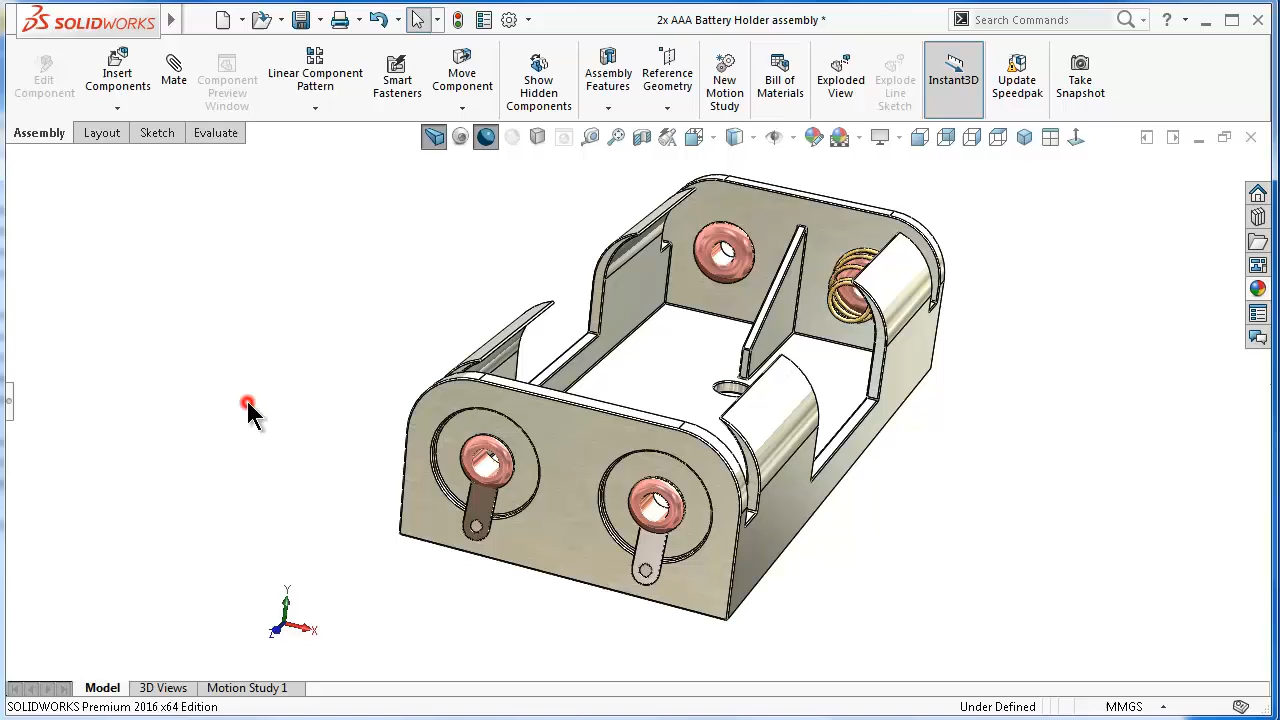 SOLIDWORKS
2x AAA Battery Holder assembly *
Search Commands
?
Edit
Component
Insert
Components
Mate
Component
Preview
Window
Linear Component
Pattern
Smart
Fasteners
Move
Component
Show
Hidden
Components
Assembly
Features
Reference
Geometry
New
Motion
Study
Bill of
Materials
Exploded
View
Explode
Line
Sketch
Instant3D
Update
Speedpak
Take
Snapshot
Assembly
Layout
Sketch
Evaluate
Y
Z
X
Model
3D Views
Motion Study 1
SOLIDWORKS Premium 2016 x64 Edition
Under Defined
MMGS